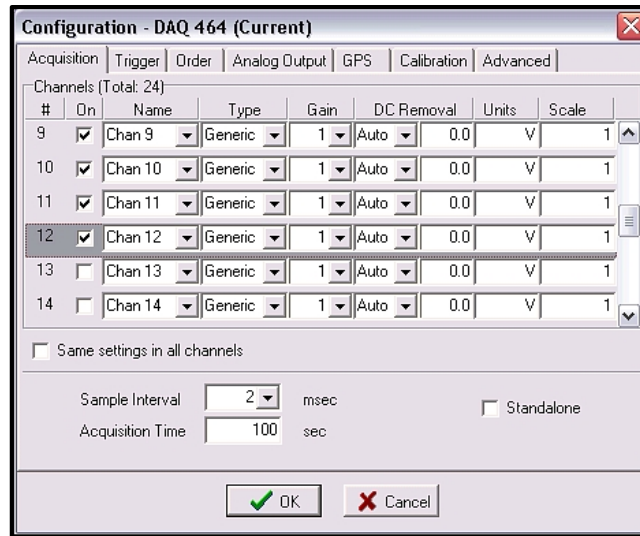 Configuration - DAQ 464 (Current)
Acquisition Trigger Order Analog Output GPS Calibration Advanced
Channels (Total: 24)
# On Name Type Gain DC Removal Units Scale
9 Chan 9 Generic 1 Auto 0.0 V 1
10 Chan 10 Generic 1 Auto 0.0 V 1
11 Chan 11 Generic 1 Auto 0.0 V 1
12 Chan 12 Generic 1 Auto 0.0 V 1
13 Chan 13 Generic 1 Auto 0.0 V 1
14 Chan 14 Generic 1 Auto 0.0 V 1
Same settings in all channels
Sample Interval 2 msec
Standalone
Acquisition Time 100 sec
OK Cancel